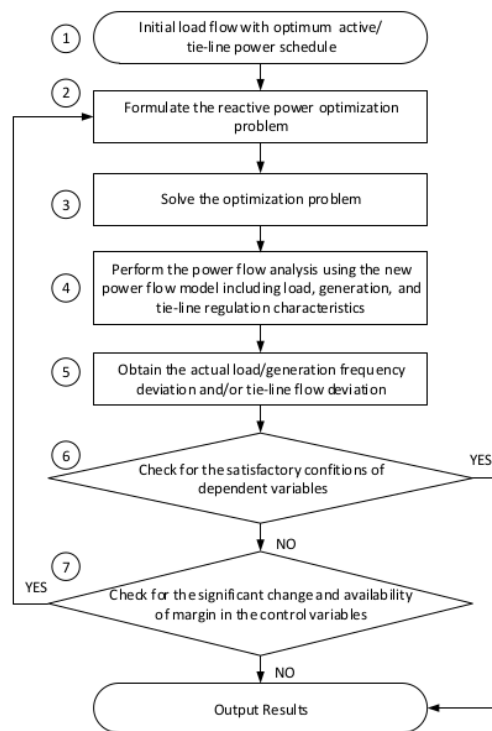 1
Initial load flow with optimum active/
tie-line power schedule
2
Formulate the reactive power optimization
problem
3
Solve the optimization problem
4
Perform the power flow analysis using the new
power flow model including load, generation, and
tie-line regulation characteristics
5
Obtain the actual load/generation frequency
deviation and/or tie-line flow deviation
6
Check for the satisfactory confitions of
dependent variables
YES
NO
7
YES
Check for the significant change and availability
of margin in the control variables
NO
Output Results